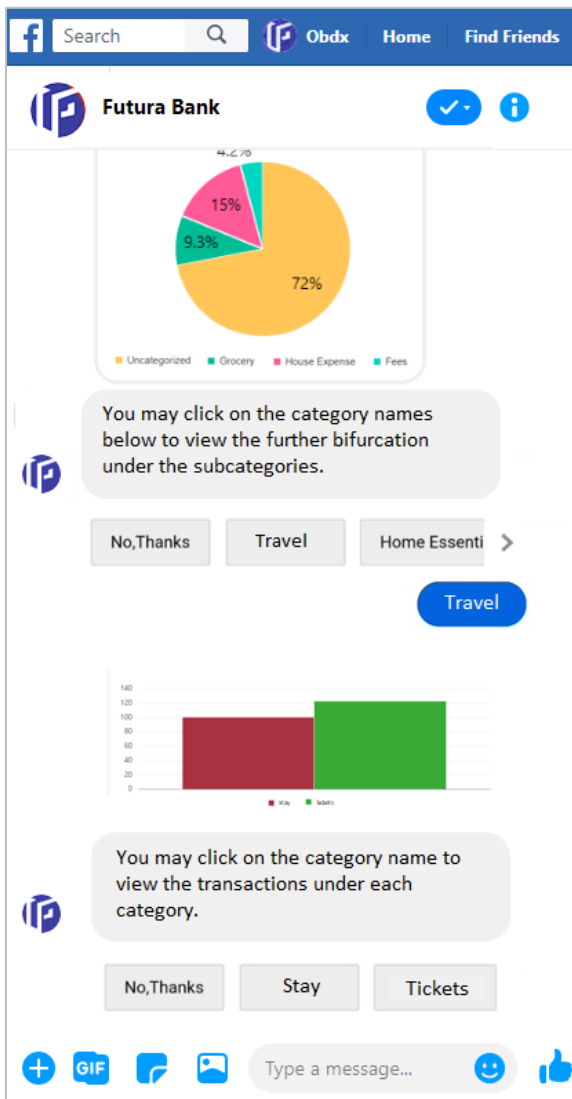 f Search Obdx Home Find Friends
Futura Bank
4.2%
15%
9.3%
72%
Uncategorized Grocery House Expense Fees
You may click on the category names
below to view the further bifurcation
under the subcategories.
No,Thanks Travel Home Essenti
Travel
140
120
100
80
60
40
20
0
Stay Tickets
You may click on the category name to
view the transactions under each
category.
No,Thanks Stay Tickets
GIF Type a message...